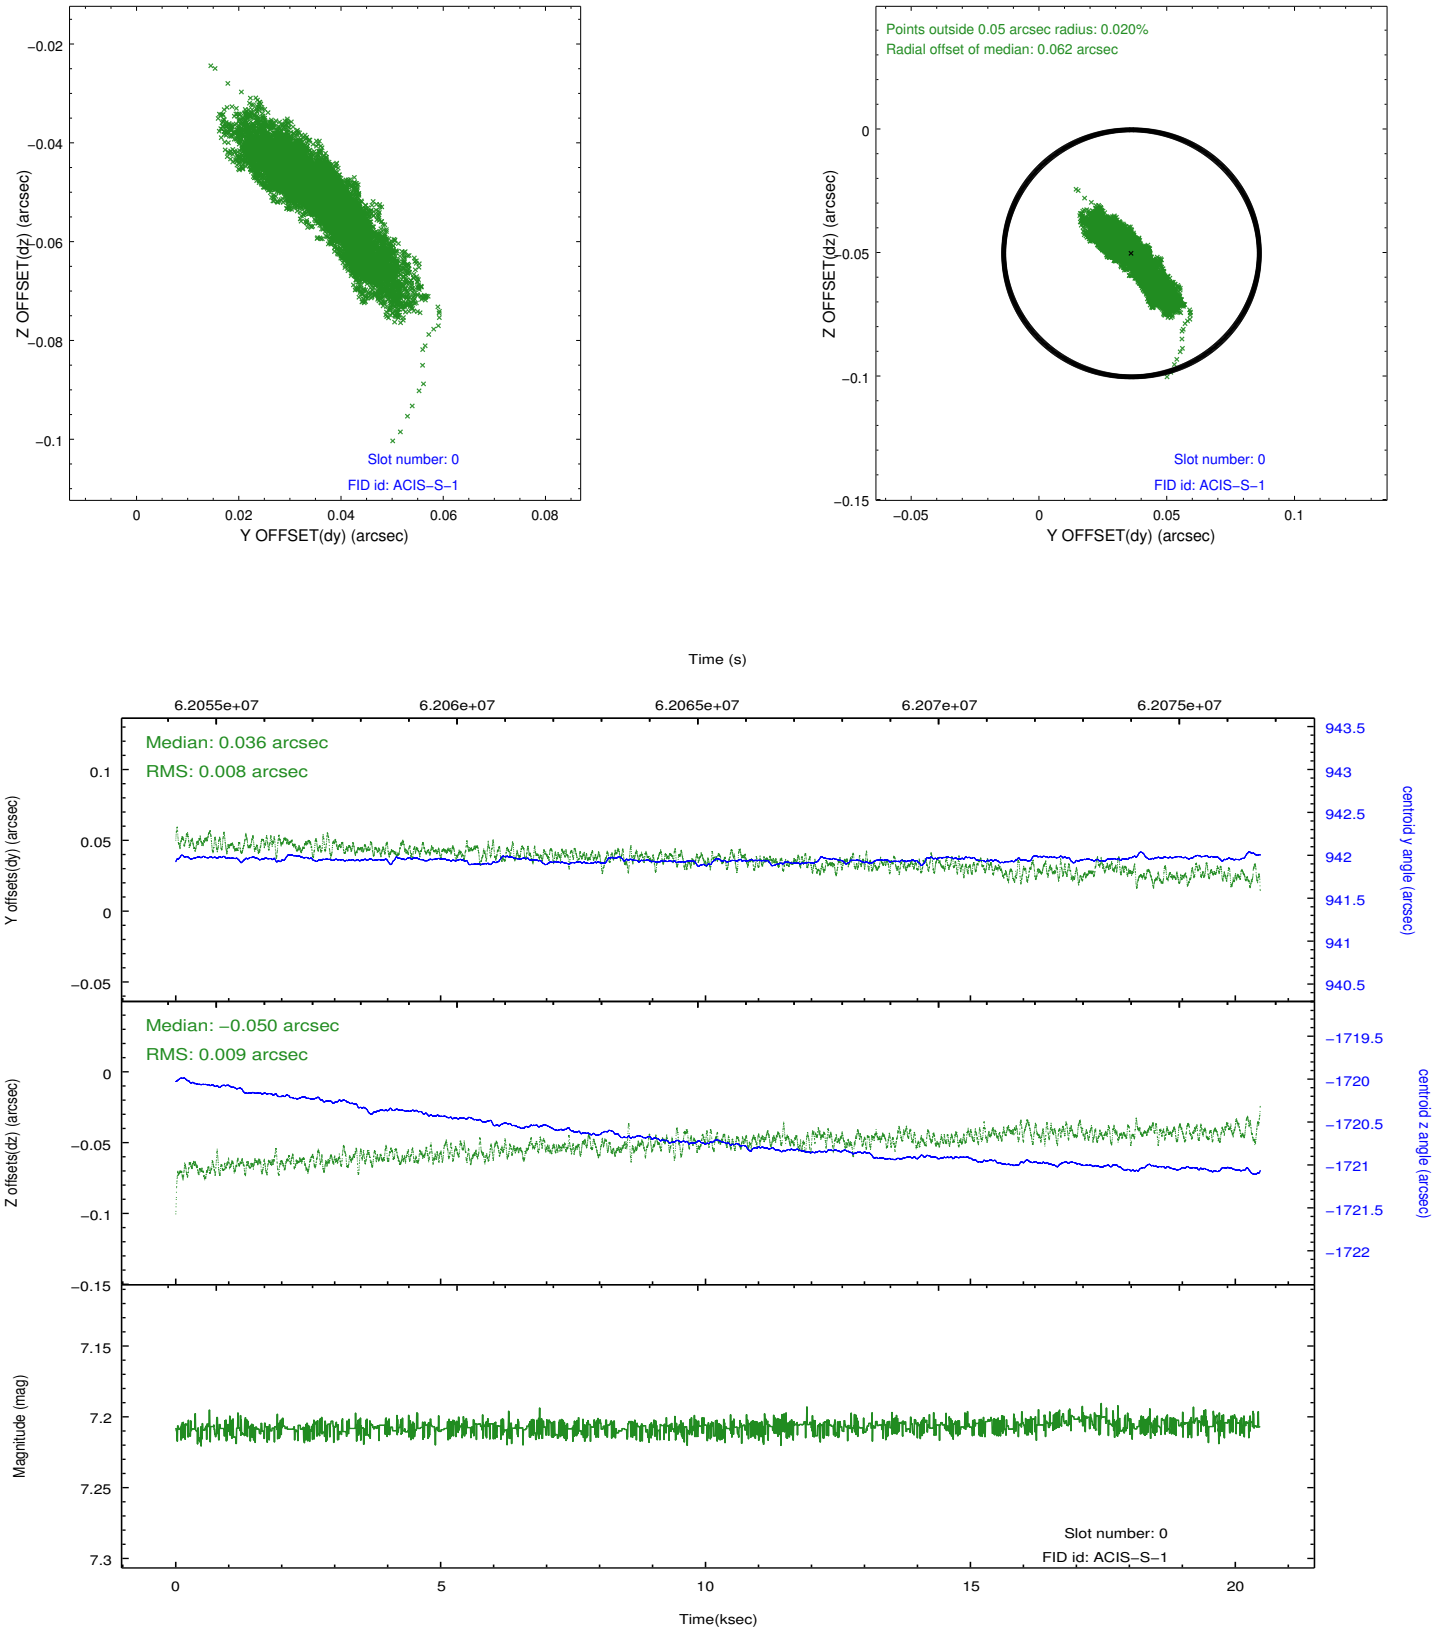 −0.02
−0.04
−0.06
−0.08
−0.1
Z OFFSET(dz) (arcsec)
Slot number: 0
FID id: ACIS−S−1
0 0.02 0.04 0.06 0.08
Y OFFSET(dy) (arcsec)
Points outside 0.05 arcsec radius: 0.020%
Radial offset of median: 0.062 arcsec
0
−0.05
−0.1
−0.15
Z OFFSET(dz) (arcsec)
Slot number: 0
FID id: ACIS−S−1
−0.05 0 0.05 0.1
Y OFFSET(dy) (arcsec)
Time (s)
6.2055e+07 6.206e+07 6.2065e+07 6.207e+07 6.2075e+07
Median: 0.036 arcsec
RMS: 0.008 arcsec
0.1
0.05
0
−0.05
Y offsets(dy) (arcsec)
943.5
943
942.5
942
941.5
941
940.5
centroid y angle (arcsec)
Median: −0.050 arcsec
RMS: 0.009 arcsec
0
−0.05
−0.1
−0.15
Z offsets(dz) (arcsec)
−1719.5
−1720
−1720.5
−1721
−1721.5
−1722
centroid z angle (arcsec)
7.15
7.2
7.25
7.3
Magnitude (mag)
Slot number: 0
FID id: ACIS−S−1
0 5 10 15 20
Time(ksec)